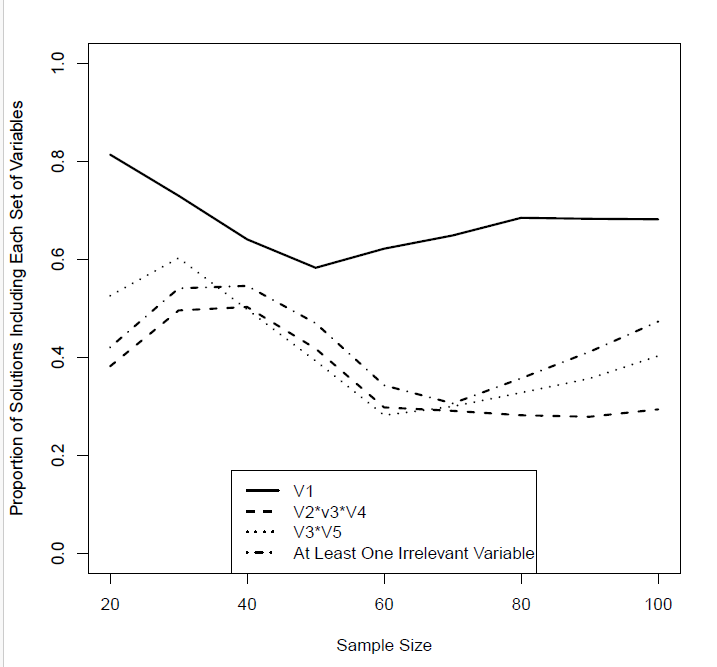 Proportion of Solutions Including Each Set of Variables
1.0
0.8
0.6
0.4
0.2
0.0
V1
V2*v3*V4
V3*V5
At Least One Irrelevant Variable
20 40 60 80 100
Sample Size